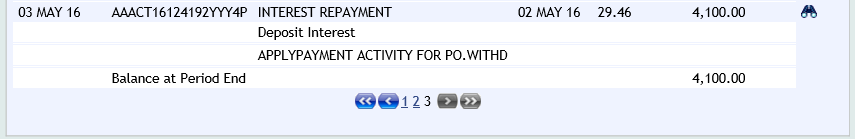 03 MAY 16 AAACT16124192YYY4P INTEREST REPAYMENT 02 MAY 16 29.46 4,100.00
Deposit Interest
APPLYPAYMENT ACTIVITY FOR PO.WITHD
Balance at Period End 4,100.00
1 2 3